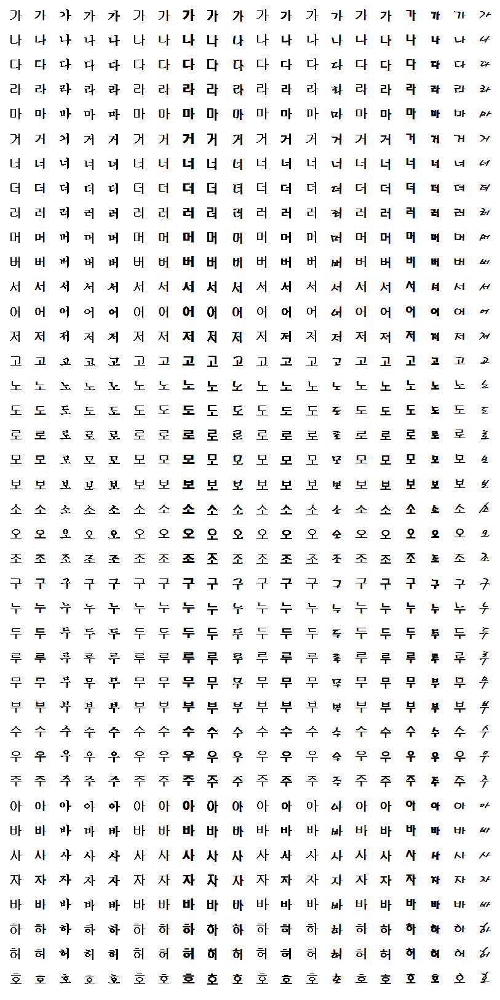 가 가 가 가 가 가 가 가 가 가 가 가 가 가 가 가 가 가 가 가
나 나 나 나 나 나 나 나 나 나 나 나 나 나 나 나 나 나 나 나
다 다 다 다 다 다 다 다 다 다 다 다 다 다 다 다 다 다 다 다
라 라 라 라 라 라 라 라 라 라 라 라 라 라 라 라 라 라 라 라
마 마 마 마 마 마 마 마 마 마 마 마 마 마 마 마 마 마 마 마
거 거 거 거 거 거 거 거 거 거 거 거 거 거 거 거 거 거 거 거
너 너 너 너 너 너 너 너 너 너 너 너 너 너 너 너 너 너 너 너
더 더 더 더 더 더 더 더 더 더 더 더 더 더 더 더 더 더 더 더
러 러 러 러 러 러 러 러 러 러 러 러 러 러 러 러 러 러 러 러
머 머 머 머 머 머 머 머 머 머 머 머 머 머 머 머 머 머 머 머
버 버 버 버 버 버 버 버 버 버 버 버 버 버 버 버 버 버 버 버
서 서 서 서 서 서 서 서 서 서 서 서 서 서 서 서 서 서 서 서
어 어 어 어 어 어 어 어 어 어 어 어 어 어 어 어 어 어 어 어
저 저 저 저 저 저 저 저 저 저 저 저 저 저 저 저 저 저 저 저
고 고 고 고 고 고 고 고 고 고 고 고 고 고 고 고 고 고 고 고
노 노 노 노 노 노 노 노 노 노 노 노 노 노 노 노 노 노 노 노
도 도 도 도 도 도 도 도 도 도 도 도 도 도 도 도 도 도 도 도
로 로 로 로 로 로 로 로 로 로 로 로 로 로 로 로 로 로 로 로
모 모 모 모 모 모 모 모 모 모 모 모 모 모 모 모 모 모 모 모
보 보 보 보 보 보 보 보 보 보 보 보 보 보 보 보 보 보 보 보
소 소 소 소 소 소 소 소 소 소 소 소 소 소 소 소 소 소 소 소
오 오 오 오 오 오 오 오 오 오 오 오 오 오 오 오 오 오 오 오
조 조 조 조 조 조 조 조 조 조 조 조 조 조 조 조 조 조 조 조
구 구 구 구 구 구 구 구 구 구 구 구 구 구 구 구 구 구 구 구
누 누 누 누 누 누 누 누 누 누 누 누 누 누 누 누 누 누 누 누
두 두 두 두 두 두 두 두 두 두 두 두 두 두 두 두 두 두 두 두
루 루 루 루 루 루 루 루 루 루 루 루 루 루 루 루 루 루 루 루
무 무 무 무 무 무 무 무 무 무 무 무 무 무 무 무 무 무 무 무
부 부 부 부 부 부 부 부 부 부 부 부 부 부 부 부 부 부 부 부
수 수 수 수 수 수 수 수 수 수 수 수 수 수 수 수 수 수 수 수
우 우 우 우 우 우 우 우 우 우 우 우 우 우 우 우 우 우 우 우
주 주 주 주 주 주 주 주 주 주 주 주 주 주 주 주 주 주 주 주
아 아 아 아 아 아 아 아 아 아 아 아 아 아 아 아 아 아 아 아
바 바 바 바 바 바 바 바 바 바 바 바 바 바 바 바 바 바 바 바
사 사 사 사 사 사 사 사 사 사 사 사 사 사 사 사 사 사 사 사
자 자 자 자 자 자 자 자 자 자 자 자 자 자 자 자 자 자 자 자
바 바 바 바 바 바 바 바 바 바 바 바 바 바 바 바 바 바 바 바
하 하 하 하 하 하 하 하 하 하 하 하 하 하 하 하 하 하 하 하
허 허 허 허 허 허 허 허 허 허 허 허 허 허 허 허 허 허 허 허
호 호 호 호 호 호 호 호 호 호 호 호 호 호 호 호 호 호 호 호